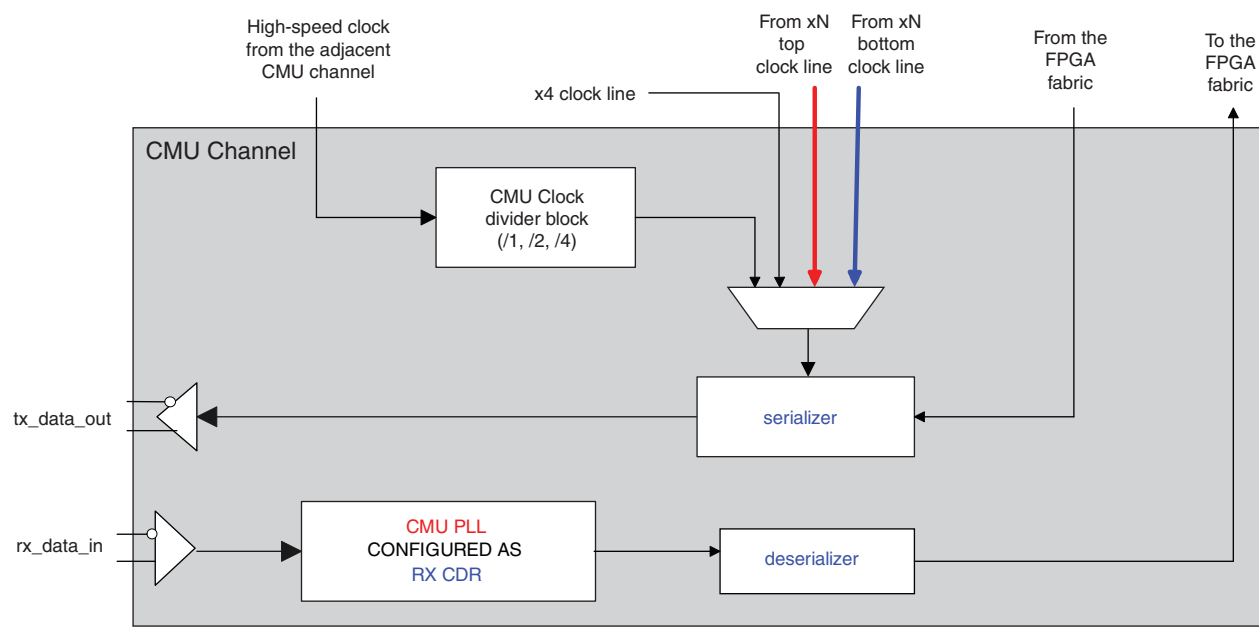 High-speed clock
from the adjacent
CMU channel
From xN
top
clock line
From xN
bottom
clock line
From the
FPGA
fabric
To the
FPGA
fabric
x4 clock line
CMU Channel
CMU Clock
divider block
(/1, /2, /4)
tx_data_out
serializer
rx_data_in
CMU PLL
CONFIGURED AS
RX CDR
deserializer